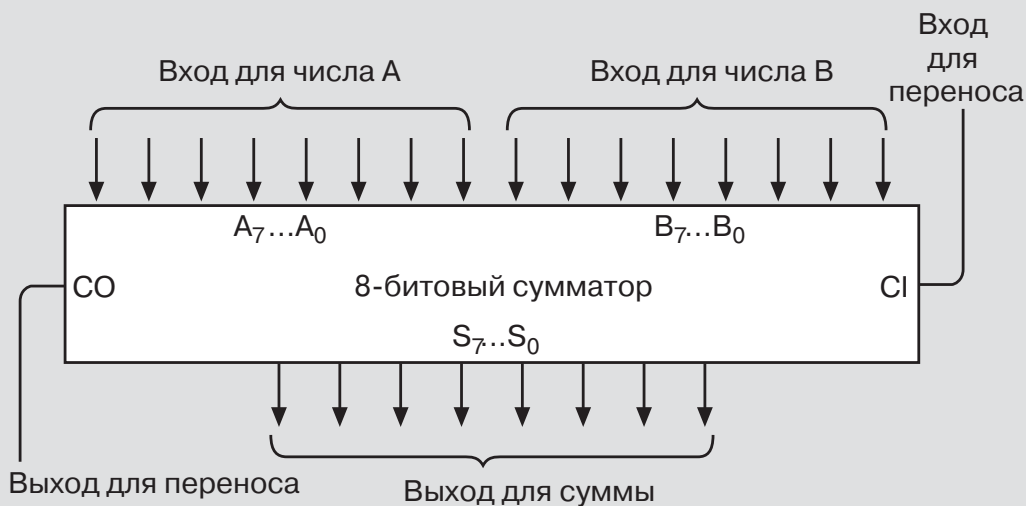 Вход для числа A
Вход для числа B
Вход
для
переноса
A₇...A₀
B₇...B₀
CO
8-битовый сумматор
CI
S₇...S₀
Выход для переноса
Выход для суммы